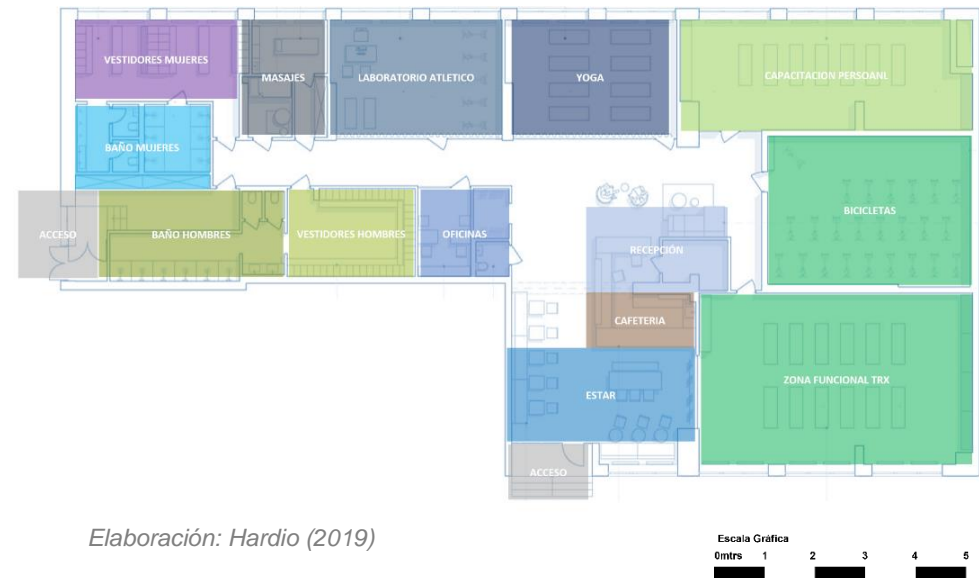 VESTIDORES MUJERES
MASAJES
LABORATORIO ATLETICO
YOGA
CAPACITACION PERSOANL
BAÑO MUJERES
BICICLETAS
ACCESO
BAÑO HOMBRES
VESTIDORES HOMBRES
OFICINAS
RECEPCIÓN
CAFETERIA
ZONA FUNCIONAL TRX
ESTAR
ACCESO
Elaboración: Hardio (2019)
Escala Gráfica
0mtrs 1 2 3 4 5